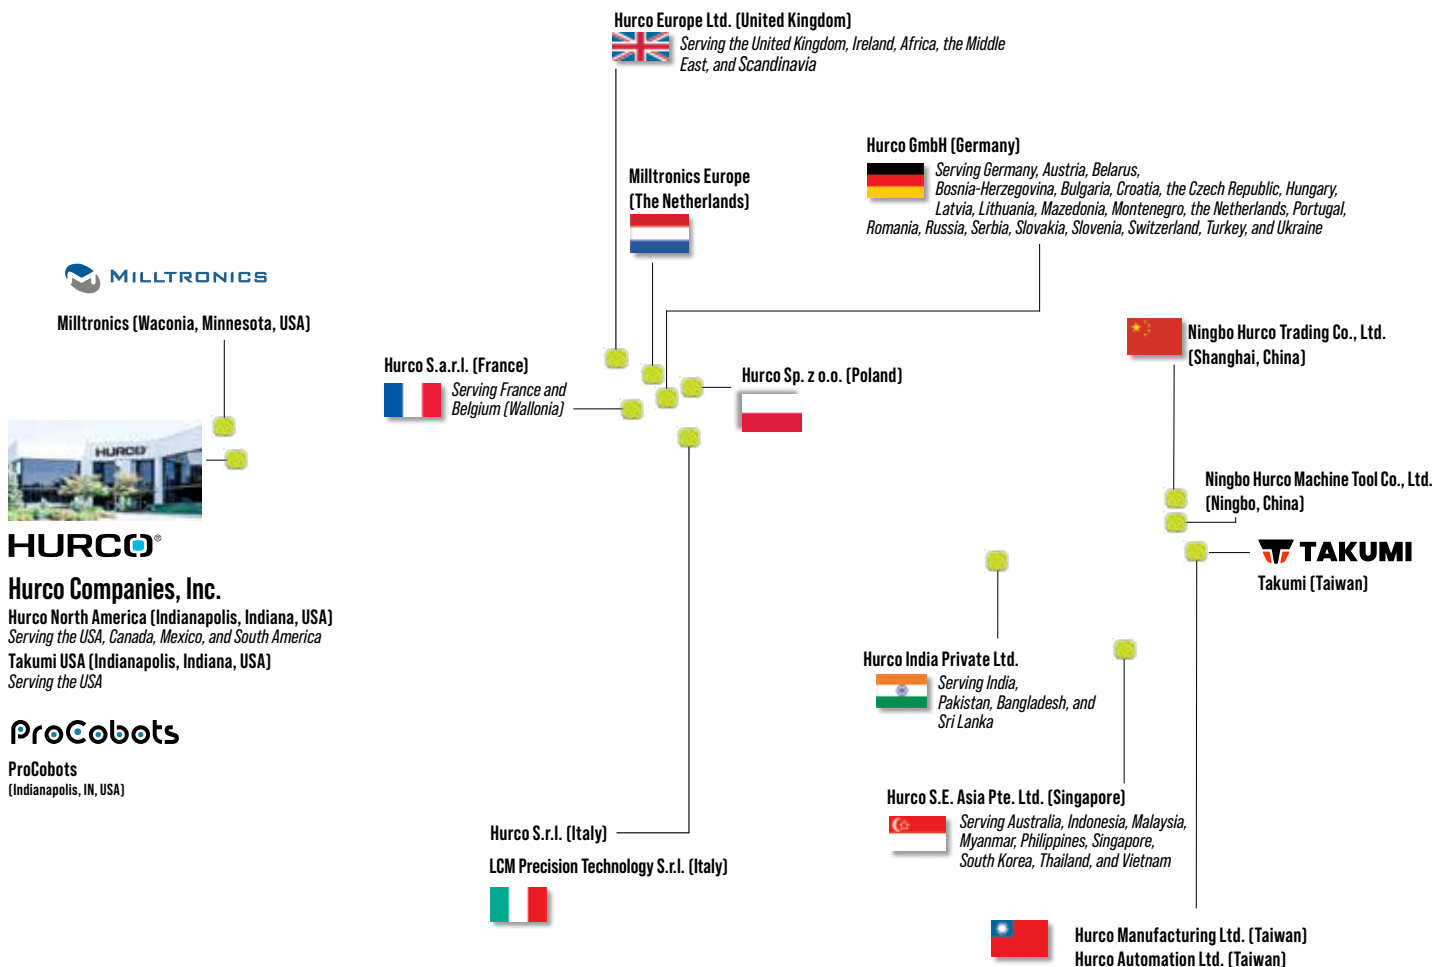 Hurco Europe Ltd. (United Kingdom)
Serving the United Kingdom, Ireland, Africa, the Middle
East, and Scandinavia
Hurco GmbH (Germany)
Serving Germany, Austria, Belarus,
Bosnia-Herzegovina, Bulgaria, Croatia, the Czech Republic, Hungary,
Latvia, Lithuania, Mazedonia, Montenegro, the Netherlands, Portugal,
Romania, Russia, Serbia, Slovakia, Slovenia, Switzerland, Turkey, and Ukraine
Milltronics Europe
(The Netherlands)
MILLTRONICS
Milltronics (Waconia, Minnesota, USA)
Hurco S.a.r.l. (France)
Serving France and
Belgium (Wallonia)
Hurco Sp. z o.o. (Poland)
Ningbo Hurco Trading Co., Ltd.
(Shanghai, China)
Ningbo Hurco Machine Tool Co., Ltd.
(Ningbo, China)
TAKUMI
Takumi (Taiwan)
HURCO
HURCO®
Hurco Companies, Inc.
Hurco North America (Indianapolis, Indiana, USA)
Serving the USA, Canada, Mexico, and South America
Takumi USA (Indianapolis, Indiana, USA)
Serving the USA
ProCobots
ProCobots
(Indianapolis, IN, USA)
Hurco India Private Ltd.
Serving India,
Pakistan, Bangladesh, and
Sri Lanka
Hurco S.E. Asia Pte. Ltd. (Singapore)
Serving Australia, Indonesia, Malaysia,
Myanmar, Philippines, Singapore,
South Korea, Thailand, and Vietnam
Hurco S.r.l. (Italy)
LCM Precision Technology S.r.l. (Italy)
Hurco Manufacturing Ltd. (Taiwan)
Hurco Automation Ltd. (Taiwan)